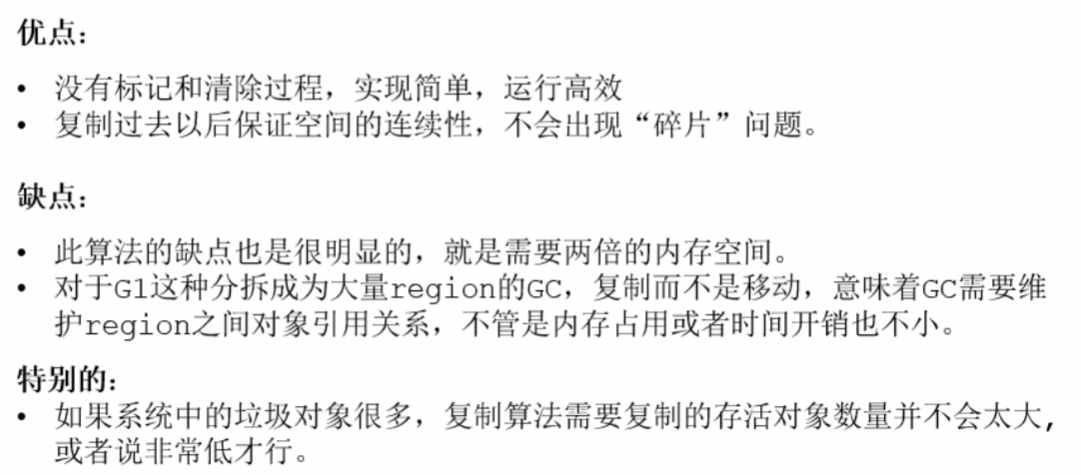 优点：
• 没有标记和清除过程，实现简单，运行高效
• 复制过去以后保证空间的连续性，不会出现“碎片”问题。
缺点：
• 此算法的缺点也是很明显的，就是需要两倍的内存空间。
• 对于G1这种分拆成为大量region的GC，复制而不是移动，意味着GC需要维
护region之间对象引用关系，不管是内存占用或者时间开销也不小。
特别的：
• 如果系统中的垃圾对象很多，复制算法需要复制的存活对象数量并不会太大，
或者说非常低才行。